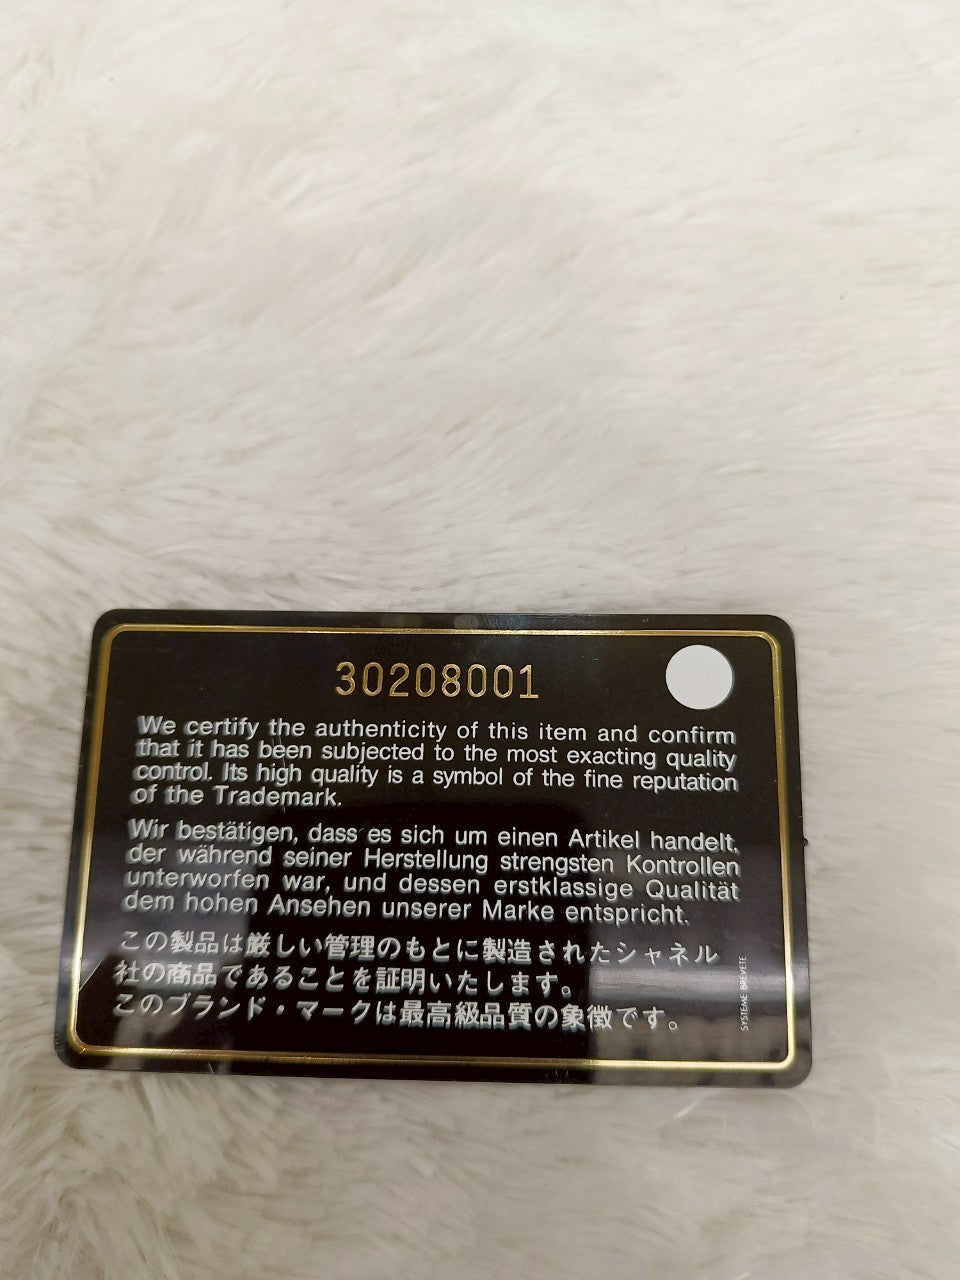 30208001
We certify the authenticity of this item and confirm
that it has been subjected to the most exacting quality
control. Its high quality is a symbol of the fine reputation
of the Trademark.
Wir bestätigen, dass es sich um einen Artikel handelt,
der während seiner Herstellung strengsten Kontrollen
unterworfen war, und dessen erstklassige Qualität
dem hohen Ansehen unserer Marke entspricht.
この製品は厳しい管理のもとに製造されたシャネル
社の商品であることを証明いたします。
このブランド・マークは最高級品質の象徴です。
SYSTEME BREVETE